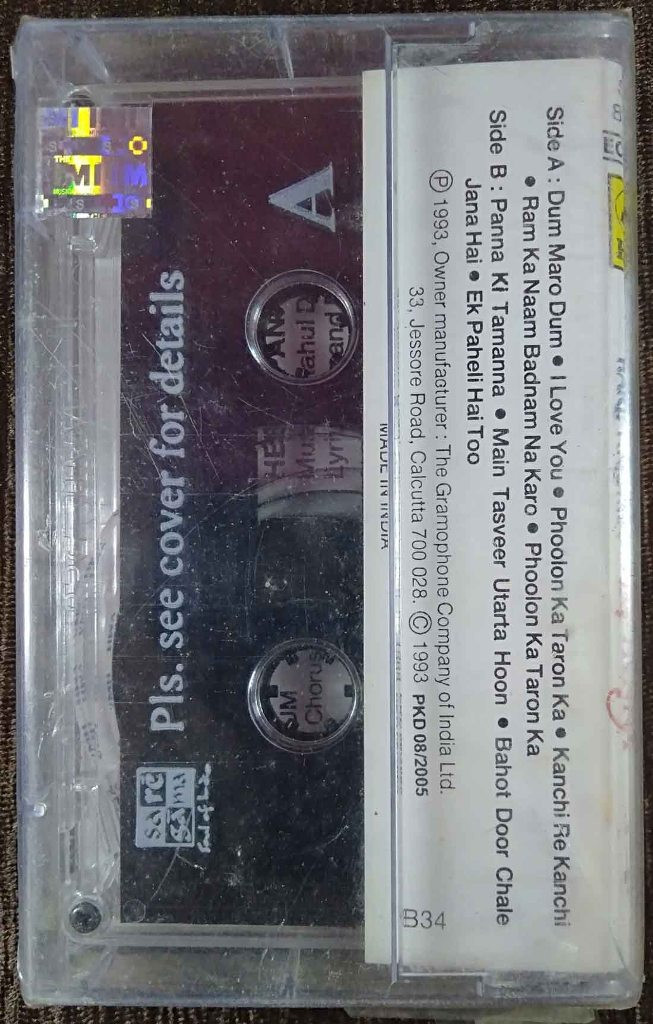 Side A : Dum Maro Dum ● I Love You ● Phoolon Ka Taron Ka ● Kanchi Re Kanchi
● Ram Ka Naam Badnam Na Karo ● Phoolon Ka Taron Ka
Side B : Panna Ki Tamanna ● Main Tasveer Utarta Hoon ● Bahot Door Chale
Jana Hai ● Ek Paheli Hai Too
Ⓟ 1993, Owner manufacturer : The Gramophone Company of India Ltd.
33, Jessore Road, Calcutta 700 028. © 1993 PKD 08/2005
B34
MADE IN INDIA
A
Chorus
Pls. see cover for details
THE